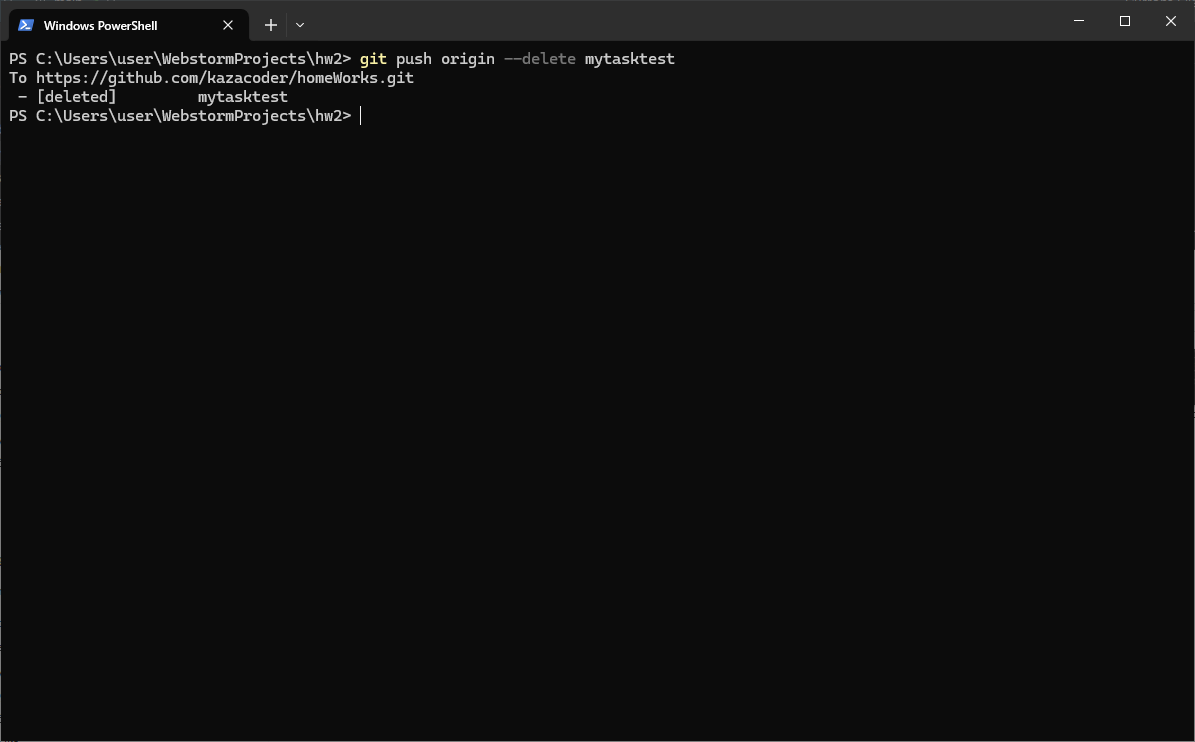 Windows PowerShell
PS C:\Users\user\WebstormProjects\hw2> git push origin --delete mytasktest
To https://github.com/kazacoder/homeWorks.git
 - [deleted]         mytasktest
PS C:\Users\user\WebstormProjects\hw2>